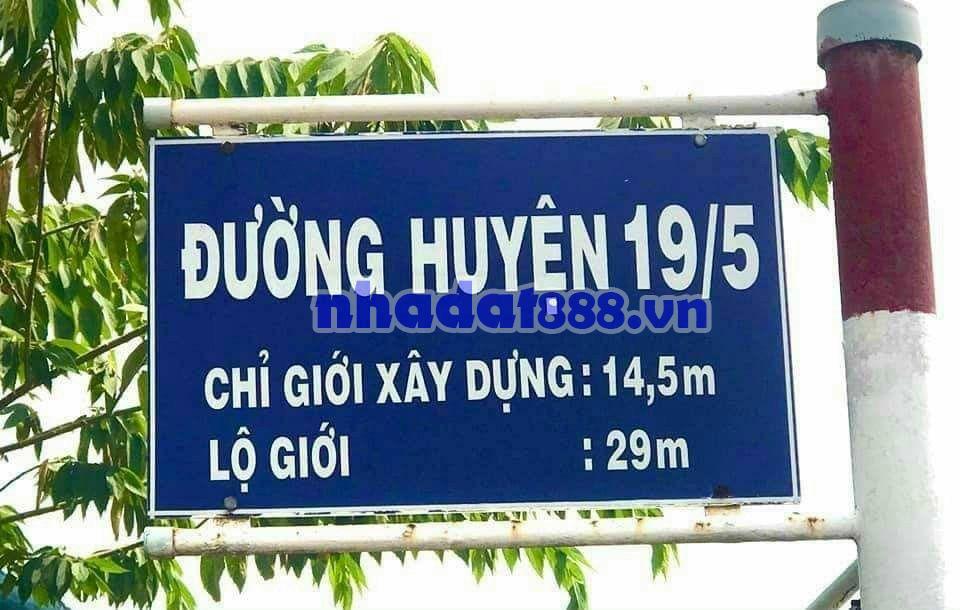 ĐƯỜNG HUYỆN 19/5
nhadat888.vn
CHỈ GIỚI XÂY DỰNG : 14,5m
LỘ GIỚI : 29m